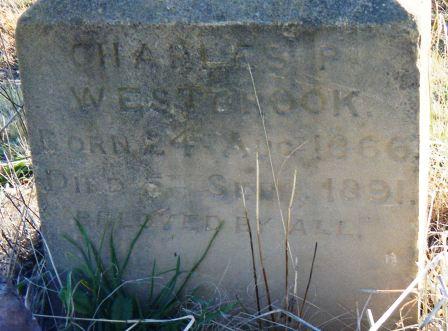 CHARLES P.
WESTBROOK.
BORN 24 AUG. 1866
DIED 5 SEPT. 1891.
BELOVED BY ALL.